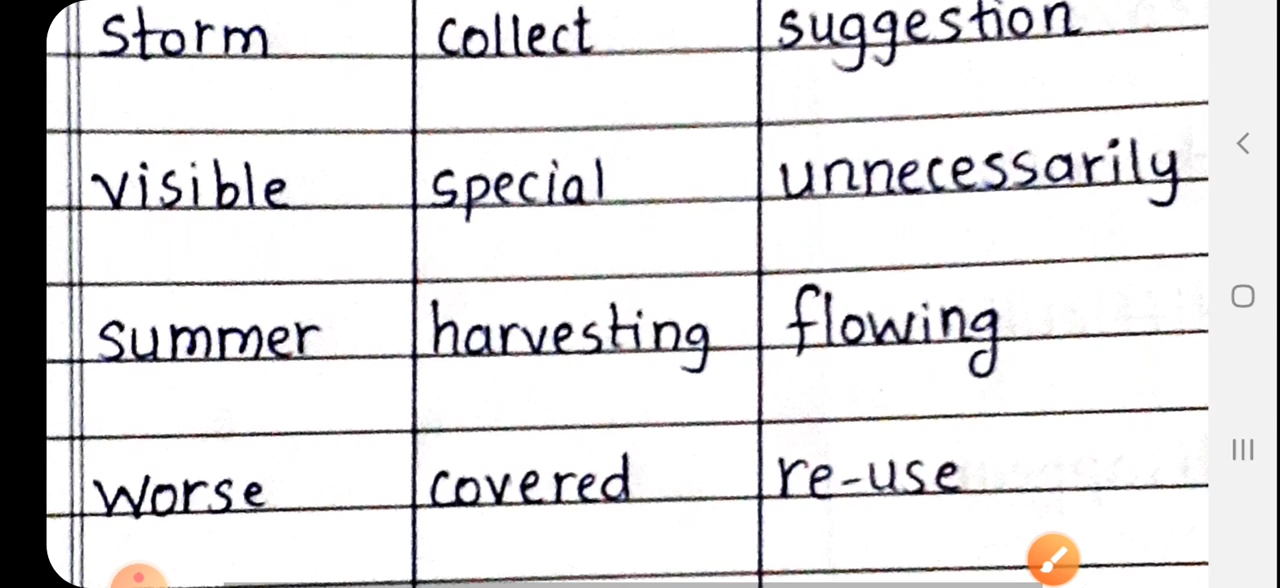 storm collect suggestion
visible special unnecessarily
summer harvesting flowing
worse covered re-use